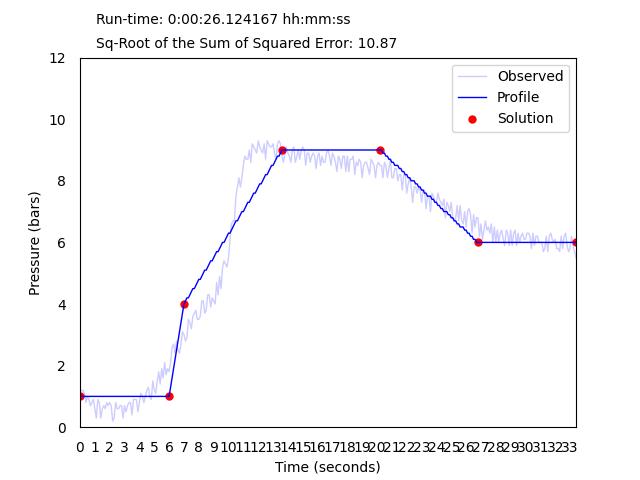 Run-time: 0:00:26.124167 hh:mm:ss
Sq-Root of the Sum of Squared Error: 10.87
12
10
8
6
4
2
0
Pressure (bars)
Observed
Profile
Solution
0 1 2 3 4 5 6 7 8 9 10 11 12 13 14 15 16 17 18 19 20 21 22 23 24 25 26 27 28 29 30 31 32 33
Time (seconds)